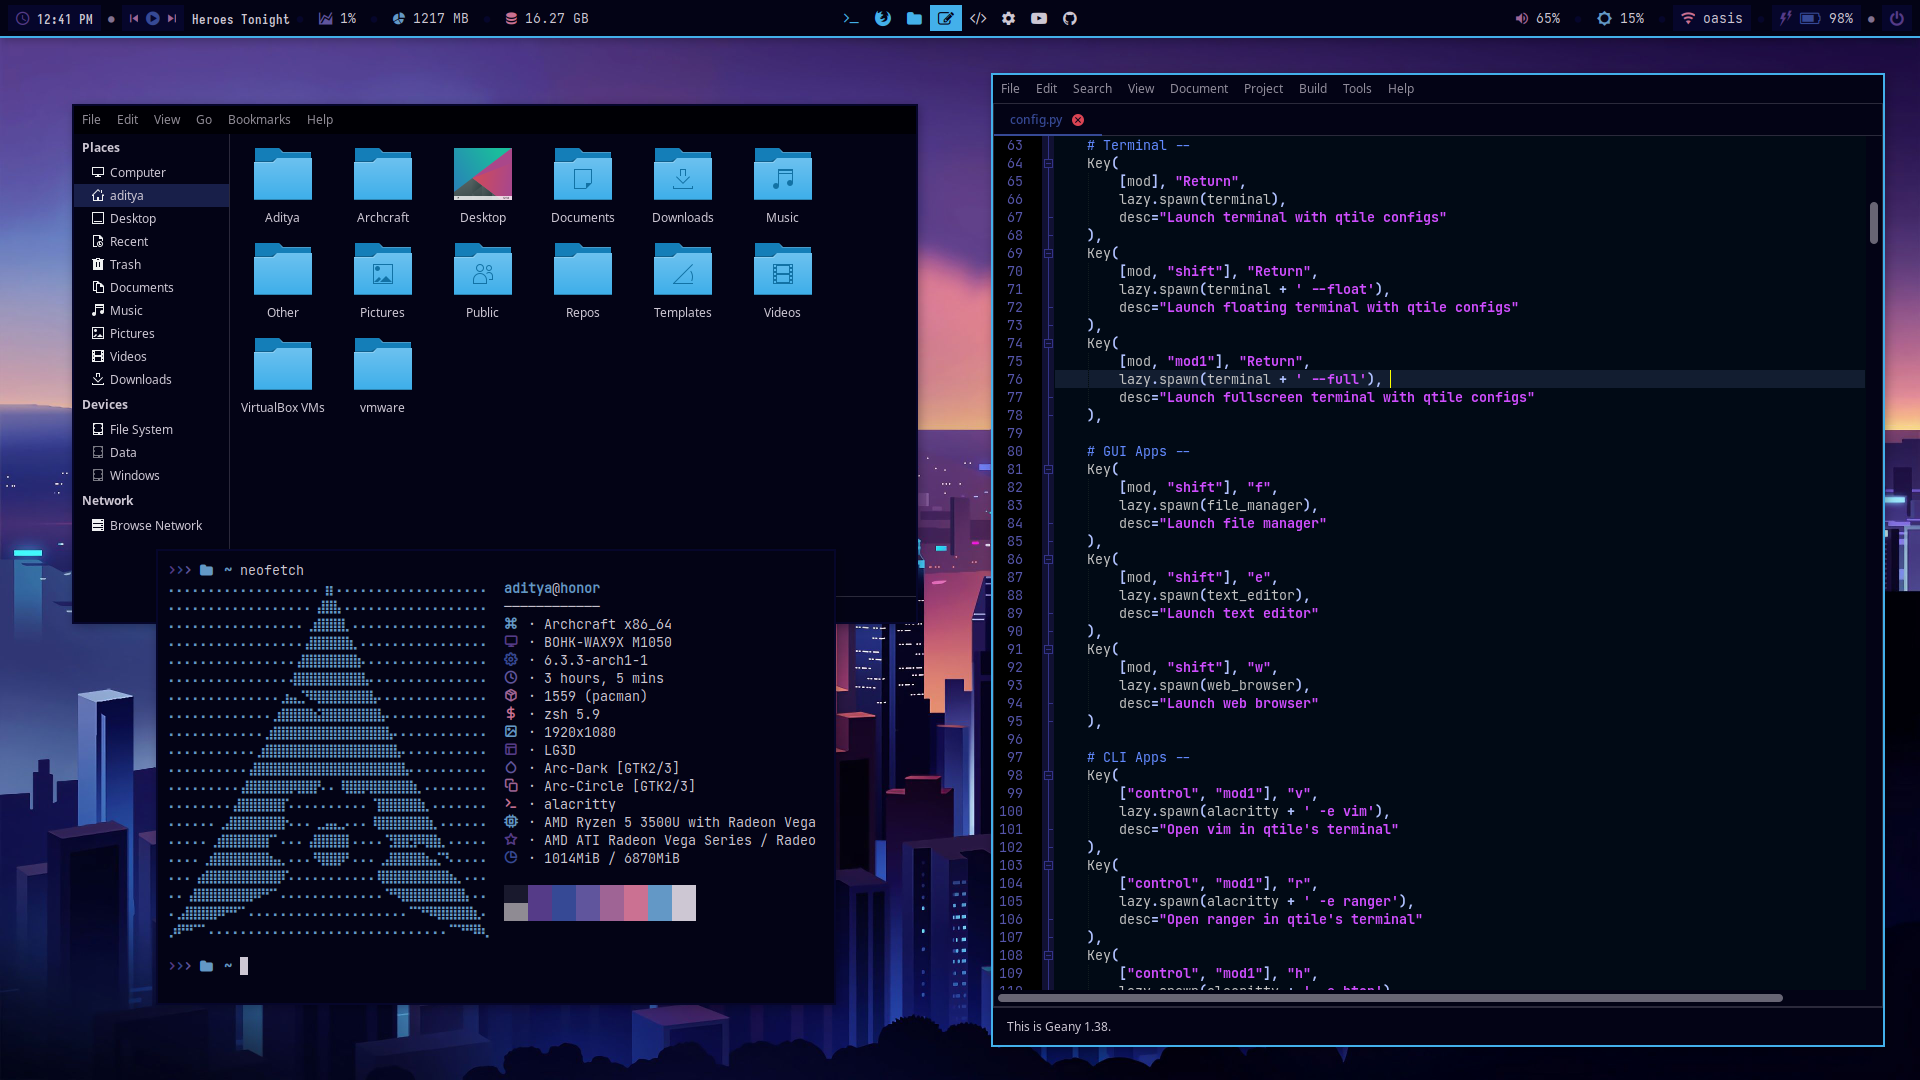 12:41 PM
Heroes Tonight
1%
1217 MB
16.27 GB
65%
15%
oasis
98%
File Edit View Go Bookmarks Help
Places
Computer
aditya
Desktop
Recent
Trash
Documents
Music
Pictures
Videos
Downloads
Devices
File System
Data
Windows
Network
Browse Network
Aditya Archcraft Desktop Documents Downloads Music
Other Pictures Public Repos Templates Videos
VirtualBox VMs vmware
>>> ~ neofetch
aditya@honor
Archcraft x86_64
BOHK-WAX9X M1050
6.3.3-arch1-1
3 hours, 5 mins
1559 (pacman)
zsh 5.9
1920x1080
LG3D
Arc-Dark [GTK2/3]
Arc-Circle [GTK2/3]
alacritty
AMD Ryzen 5 3500U with Radeon Vega
AMD ATI Radeon Vega Series / Radeo
1014MiB / 6870MiB
>>> ~
File Edit Search View Document Project Build Tools Help
config.py
63 # Terminal --
64 Key(
65 [mod], "Return",
66 lazy.spawn(terminal),
67 desc="Launch terminal with qtile configs"
68 ),
69 Key(
70 [mod, "shift"], "Return",
71 lazy.spawn(terminal + ' --float'),
72 desc="Launch floating terminal with qtile configs"
73 ),
74 Key(
75 [mod, "mod1"], "Return",
76 lazy.spawn(terminal + ' --full'),
77 desc="Launch fullscreen terminal with qtile configs"
78 ),
79
80 # GUI Apps --
81 Key(
82 [mod, "shift"], "f",
83 lazy.spawn(file_manager),
84 desc="Launch file manager"
85 ),
86 Key(
87 [mod, "shift"], "e",
88 lazy.spawn(text_editor),
89 desc="Launch text editor"
90 ),
91 Key(
92 [mod, "shift"], "w",
93 lazy.spawn(web_browser),
94 desc="Launch web browser"
95 ),
96
97 # CLI Apps --
98 Key(
99 ["control", "mod1"], "v",
100 lazy.spawn(alacritty + ' -e vim'),
101 desc="Open vim in qtile's terminal"
102 ),
103 Key(
104 ["control", "mod1"], "r",
105 lazy.spawn(alacritty + ' -e ranger'),
106 desc="Open ranger in qtile's terminal"
107 ),
108 Key(
109 ["control", "mod1"], "h",
110 lazy.spawn(alacritty + ' -e htop')
This is Geany 1.38.